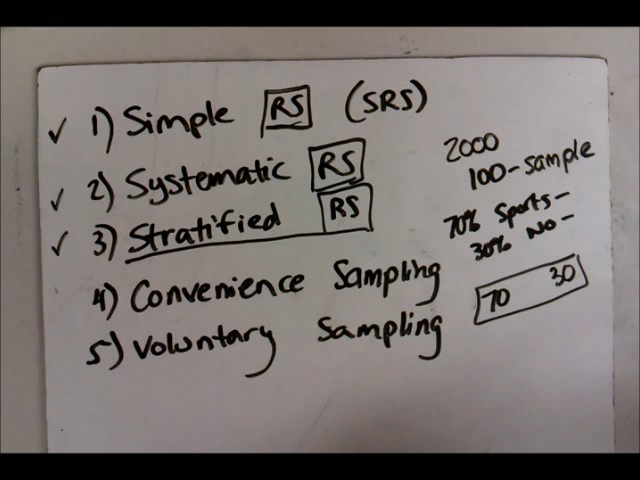 ✓ 1) Simple RS (SRS)
✓ 2) Systematic RS
✓ 3) Stratified RS
4) Convenience Sampling
5) Voluntary Sampling
2000
100-sample
70% Sports-
30% No-
70 30